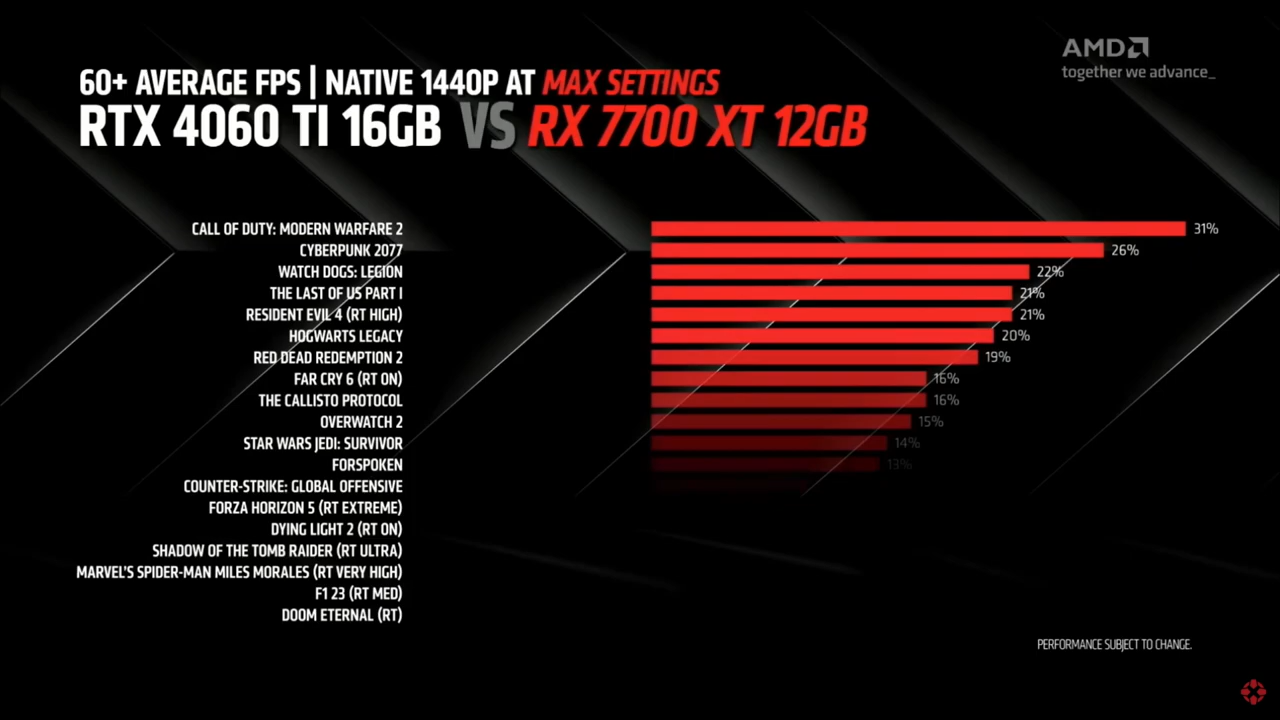 AMD
together we advance_
60+ AVERAGE FPS | NATIVE 1440P AT MAX SETTINGS
RTX 4060 TI 16GB VS RX 7700 XT 12GB
CALL OF DUTY: MODERN WARFARE 2 31%
CYBERPUNK 2077 26%
WATCH DOGS: LEGION 22%
THE LAST OF US PART I 21%
RESIDENT EVIL 4 (RT HIGH) 21%
HOGWARTS LEGACY 20%
RED DEAD REDEMPTION 2 19%
FAR CRY 6 (RT ON) 16%
THE CALLISTO PROTOCOL 16%
OVERWATCH 2 15%
STAR WARS JEDI: SURVIVOR 14%
FORSPOKEN 13%
COUNTER-STRIKE: GLOBAL OFFENSIVE
FORZA HORIZON 5 (RT EXTREME)
DYING LIGHT 2 (RT ON)
SHADOW OF THE TOMB RAIDER (RT ULTRA)
MARVEL'S SPIDER-MAN MILES MORALES (RT VERY HIGH)
F1 23 (RT MED)
DOOM ETERNAL (RT)
PERFORMANCE SUBJECT TO CHANGE.